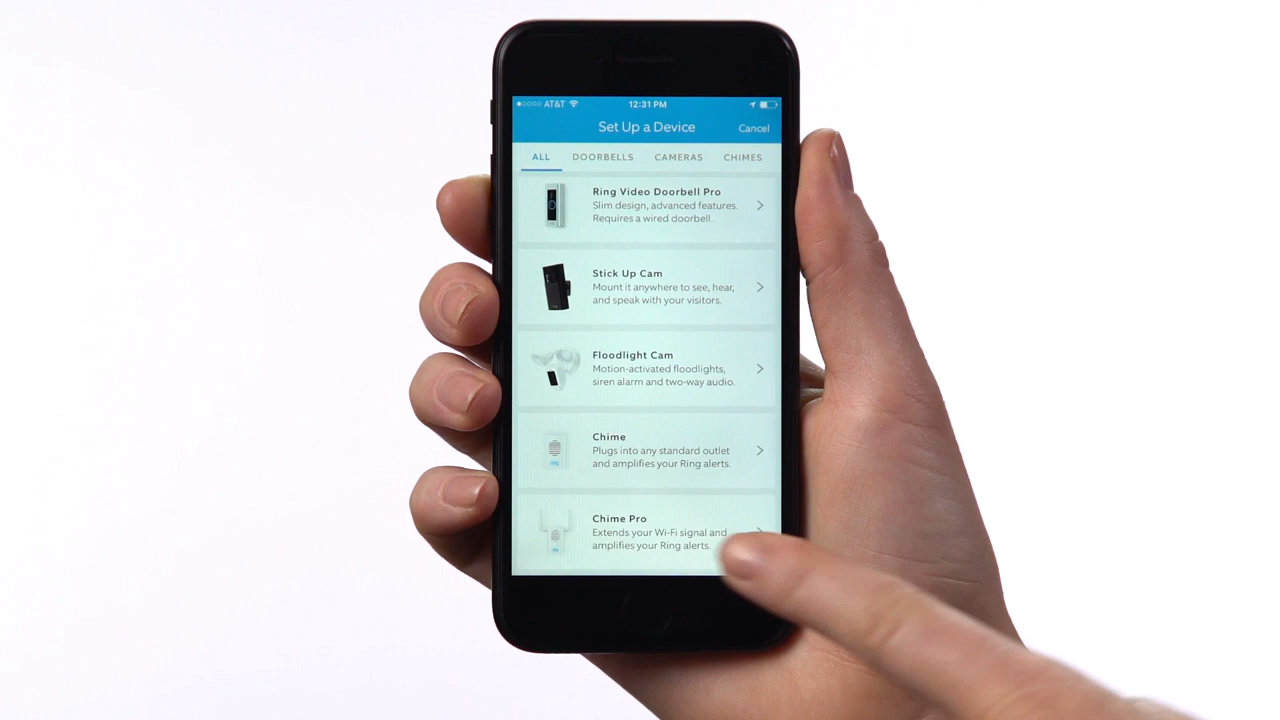 AT&T 12:31 PM
Set Up a Device Cancel
ALL DOORBELLS CAMERAS CHIMES
Ring Video Doorbell Pro
Slim design, advanced features.
Requires a wired doorbell.
Stick Up Cam
Mount it anywhere to see, hear,
and speak with your visitors.
Floodlight Cam
Motion-activated floodlights,
siren alarm and two-way audio.
Chime
Plugs into any standard outlet
and amplifies your Ring alerts.
Chime Pro
Extends your Wi-Fi signal and
amplifies your Ring alerts.